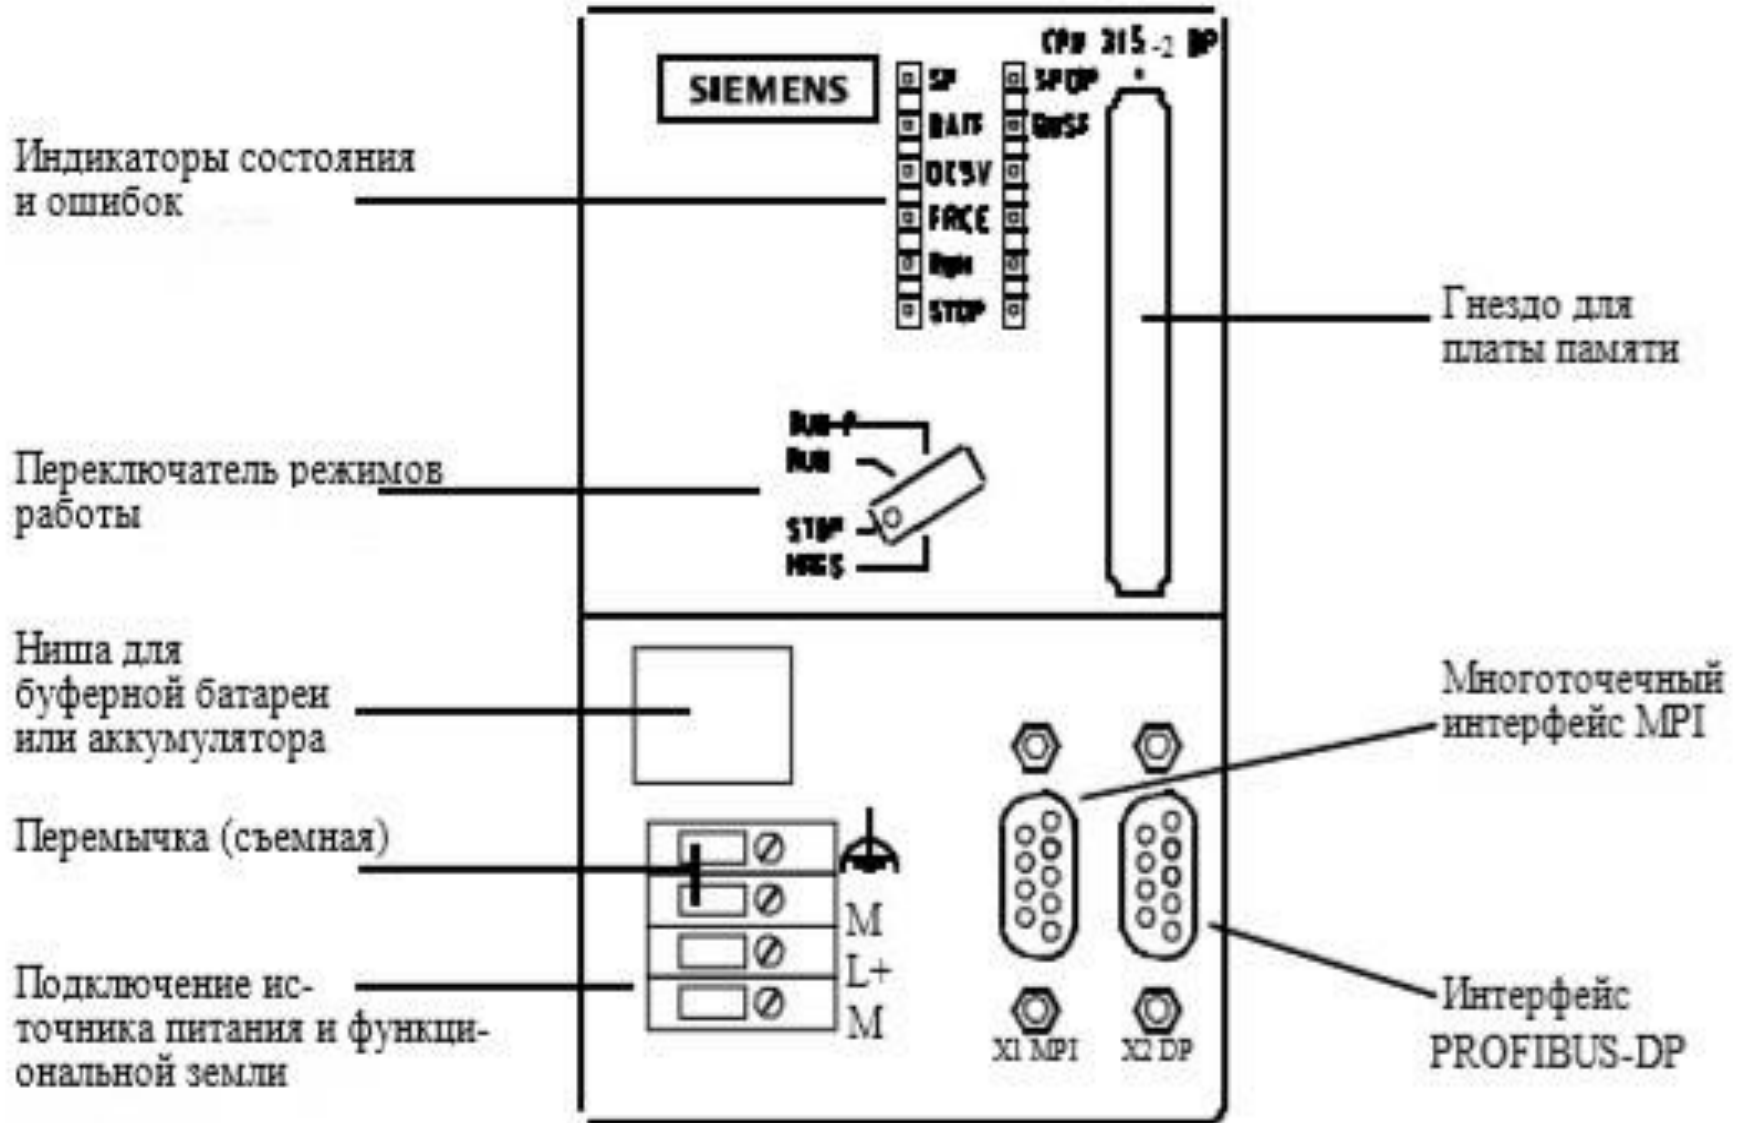 CPU 315-2 DP
SIEMENS
SF
BATF
DC5V
FRCE
RUN
STOP
SFDP
BUSF
Индикаторы состояния
и ошибок
Гнездо для
платы памяти
RUN-P
RUN
STOP
MRES
Переключатель режимов
работы
Ниша для
буферной батареи
или аккумулятора
Многоточечный
интерфейс MPI
Перемычка (съемная)
M
L+
M
Подключение ис-
точника питания и функци-
ональной земли
X1 MPI
X2 DP
Интерфейс
PROFIBUS-DP